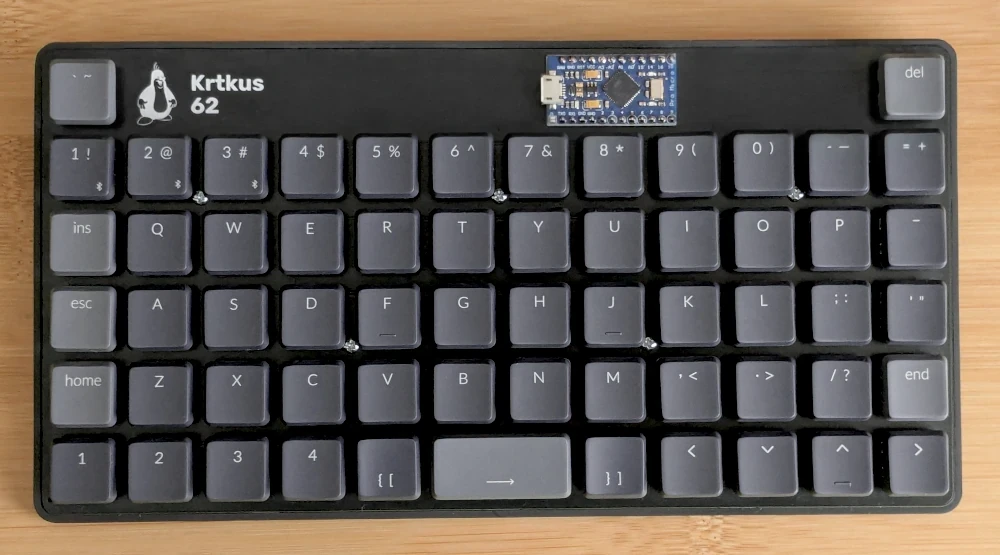 ` ~ Krtkus del
62
1 ! 2 @ 3 # 4 $ 5 % 6 ^ 7 & 8 * 9 ( 0 ) - — = +
ins Q W E R T Y U I O P -
esc A S D F G H J K L ; : ' "
home Z X C V B N M , < . > / ? end
1 2 3 4 { [ → } ] < ⌄ ^ >